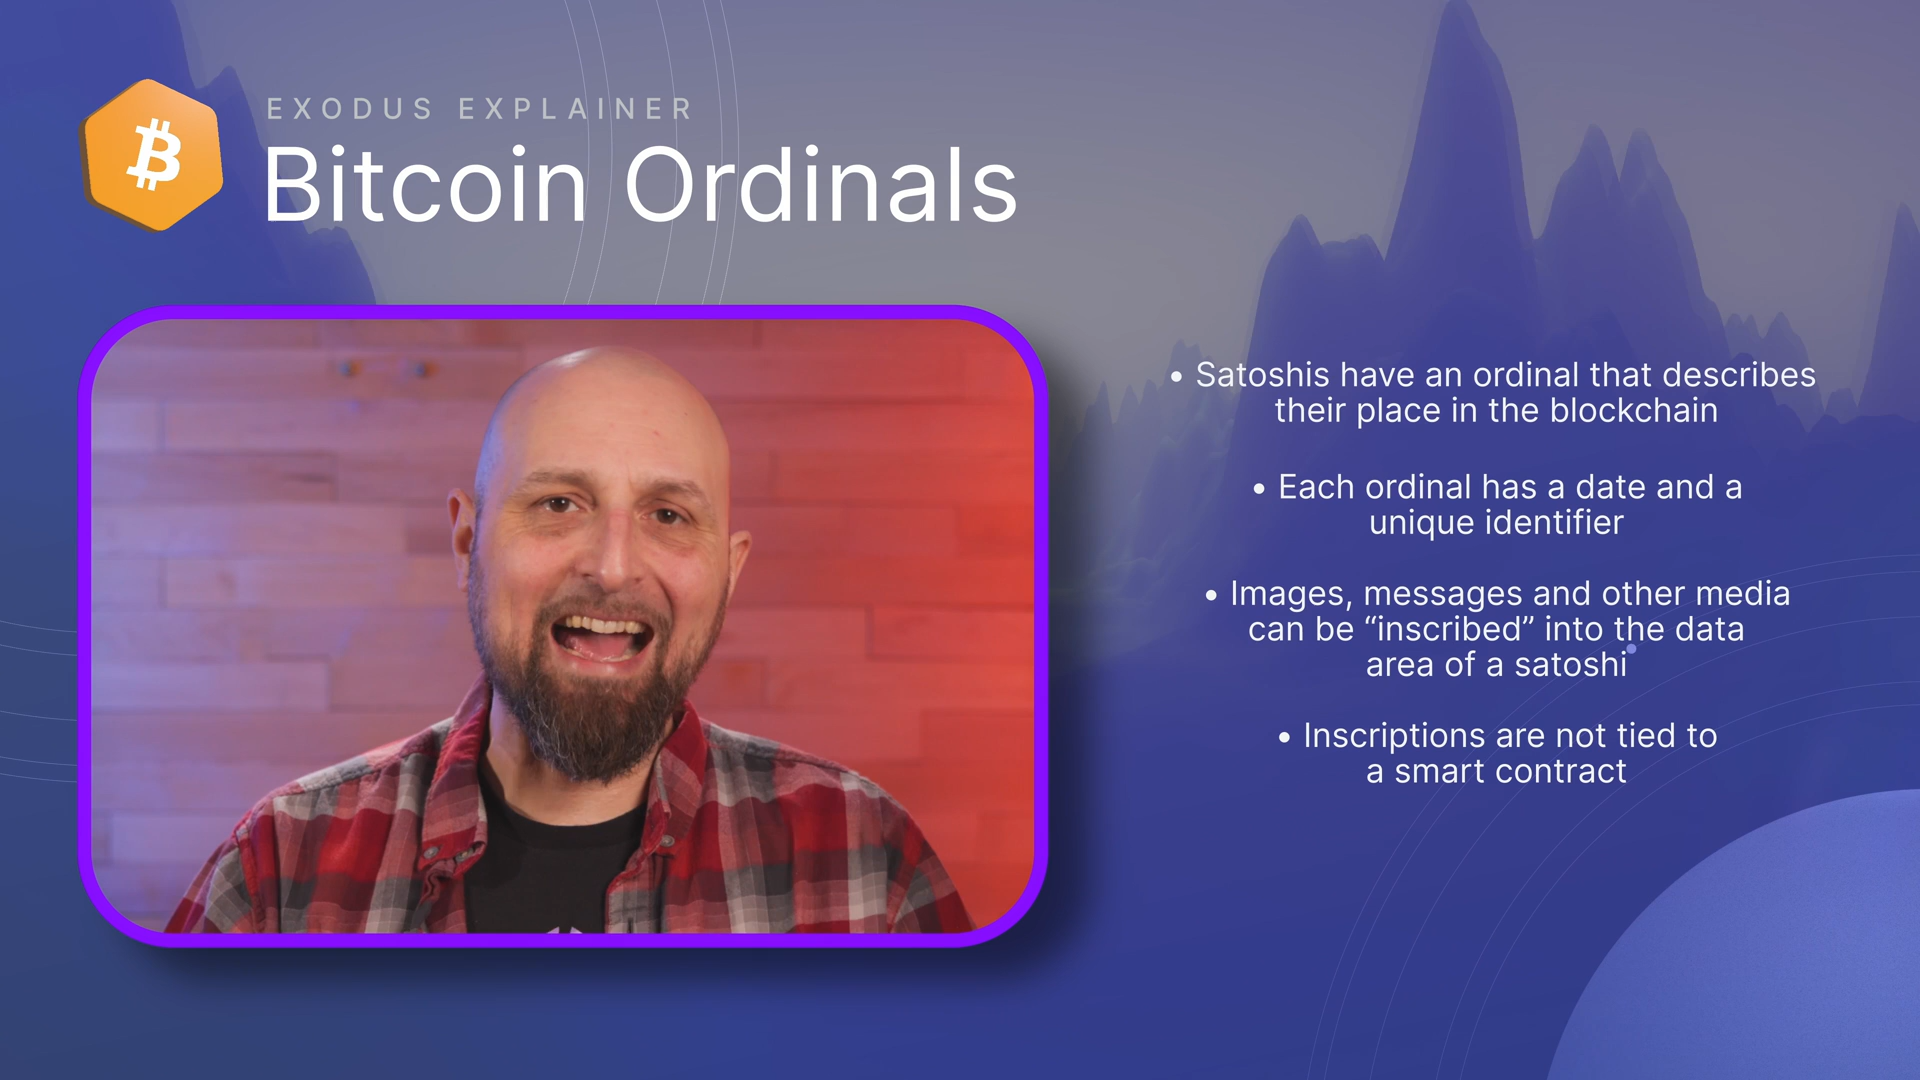 EXODUS EXPLAINER
Bitcoin Ordinals
• Satoshis have an ordinal that describes
their place in the blockchain
• Each ordinal has a date and a
unique identifier
• Images, messages and other media
can be “inscribed” into the data
area of a satoshi
• Inscriptions are not tied to
a smart contract